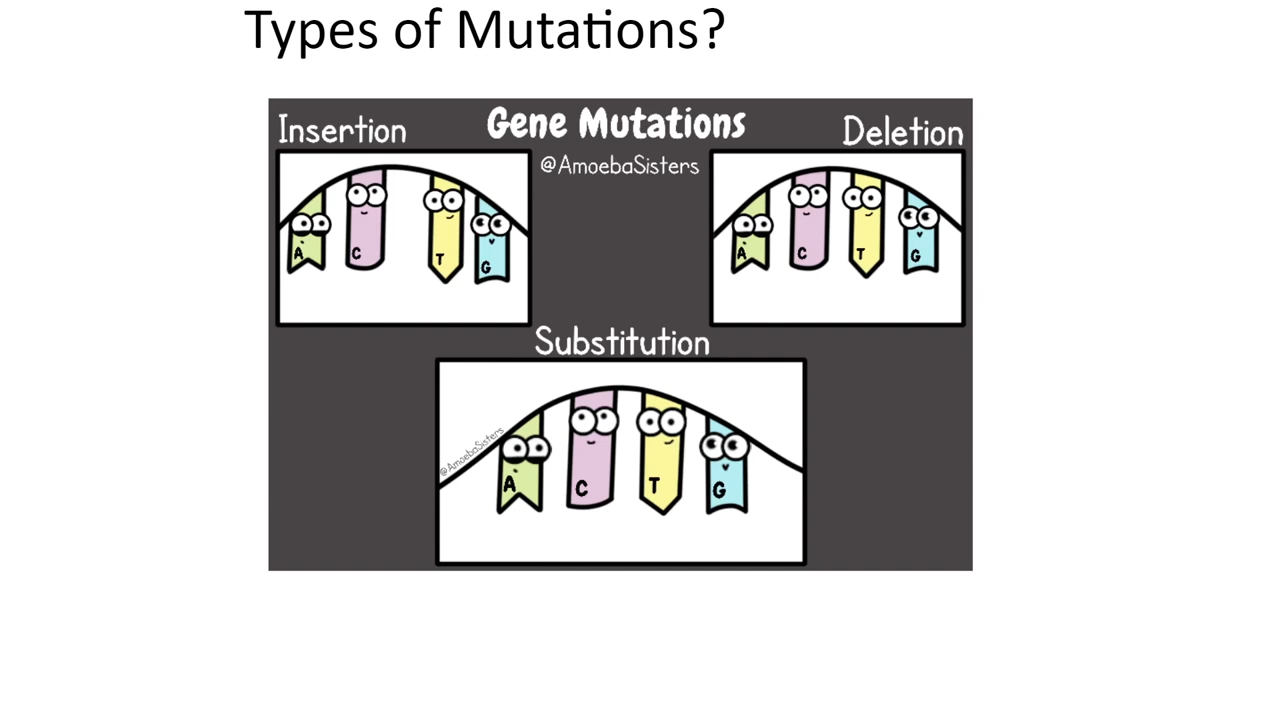 Types of Mutations?
Gene Mutations
@AmoebaSisters
Insertion
A C T G
Deletion
A C T G
Substitution
@AmoebaSisters
A C T G